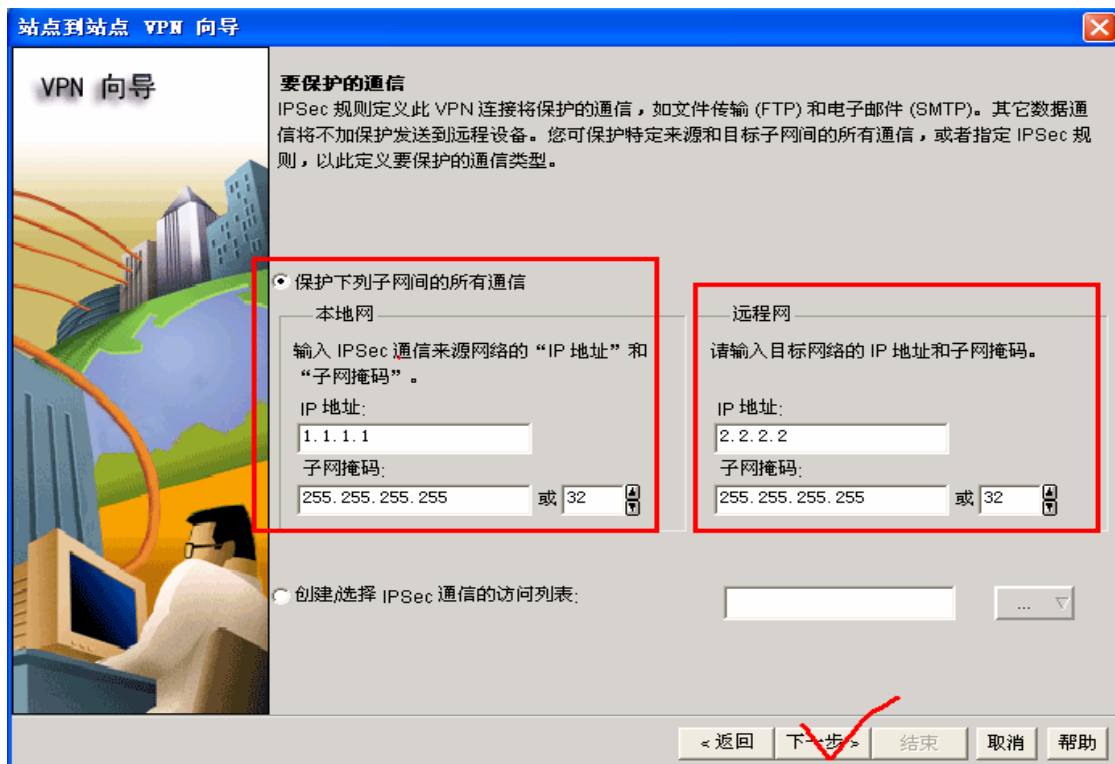 站点到站点 VPN 向导
VPN 向导
要保护的通信
IPSec 规则定义此 VPN 连接将保护的通信，如文件传输 (FTP) 和电子邮件 (SMTP)。其它数据通
信将不加保护发送到远程设备。您可保护特定来源和目标子网间的所有通信，或者指定 IPSec 规
则，以此定义要保护的通信类型。
保护下列子网间的所有通信
本地网
输入 IPSec 通信来源网络的“IP 地址”和
“子网掩码”。
IP 地址:
1.1.1.1
子网掩码:
255.255.255.255 或 32
远程网
请输入目标网络的 IP 地址和子网掩码。
IP 地址:
2.2.2.2
子网掩码:
255.255.255.255 或 32
创建/选择 IPSec 通信的访问列表:
...
<返回 下一步> 结束 取消 帮助